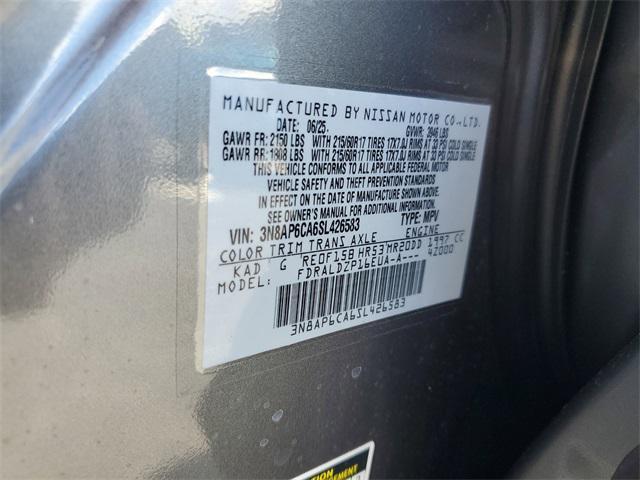 MANUFACTURED BY NISSAN MOTOR CO.,LTD.
DATE: 06/25. GVWR: 3946 LBS
GAWR FR: 2150 LBS WITH 215/60R17 TIRES 17X7.0J RIMS AT 33 PSI COLD SINGLE
GAWR RR: 1808 LBS WITH 215/60R17 TIRES 17X7.0J RIMS AT 33 PSI COLD SINGLE
THIS VEHICLE CONFORMS TO ALL APPLICABLE FEDERAL MOTOR
VEHICLE SAFETY AND THEFT PREVENTION STANDARDS
IN EFFECT ON THE DATE OF MANUFACTURE SHOWN ABOVE.
SEE OWNER'S MANUAL FOR ADDITIONAL INFORMATION.
VIN: 3N8AP6CA6SL426583 TYPE: MPV
COLOR TRIM TRANS AXLE ENGINE
KAD G RE0F15B HR53 MR20DD 1997 CC
MODEL: FDRALDZP16EUA-A--- 42000
3N8AP6CA6SL426583